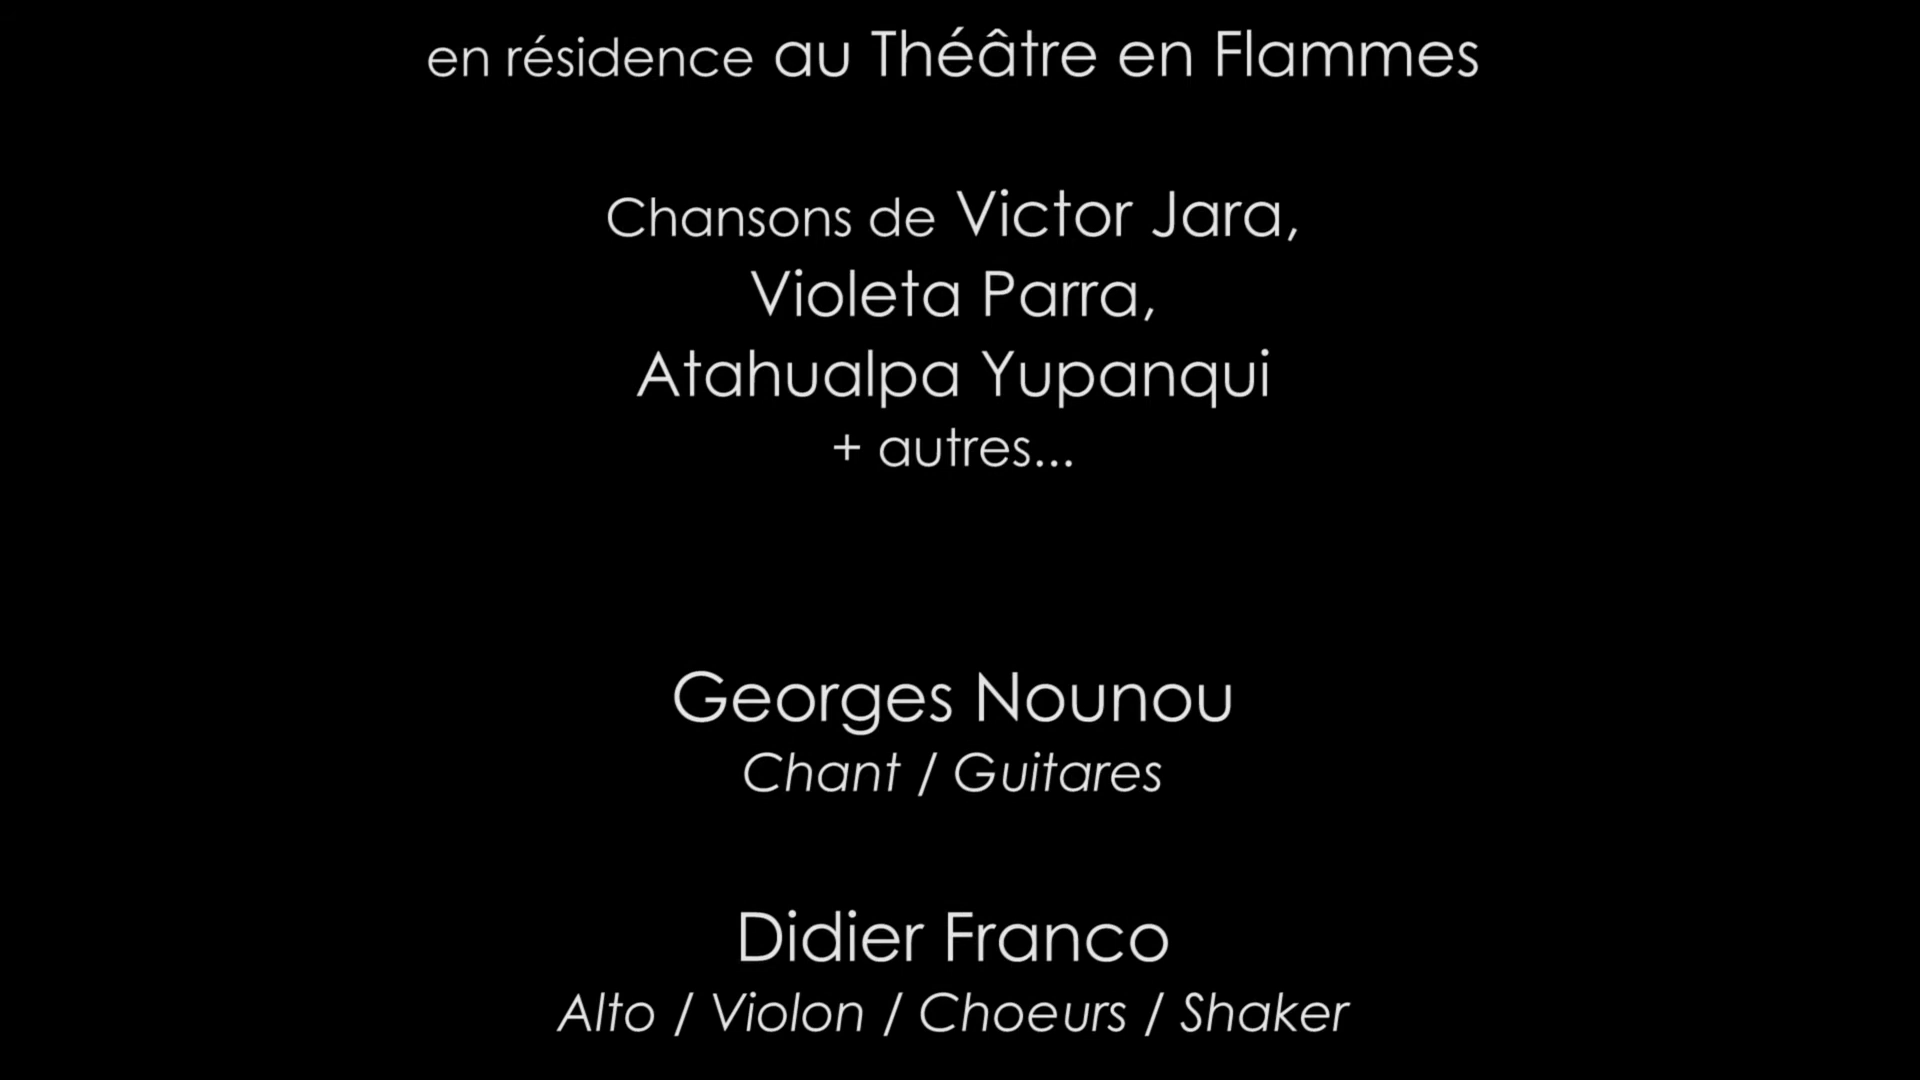 en résidence au Théâtre en Flammes
Chansons de Victor Jara,
Violeta Parra,
Atahualpa Yupanqui
+ autres...
Georges Nounou
Chant / Guitares
Didier Franco
Alto / Violon / Choeurs / Shaker